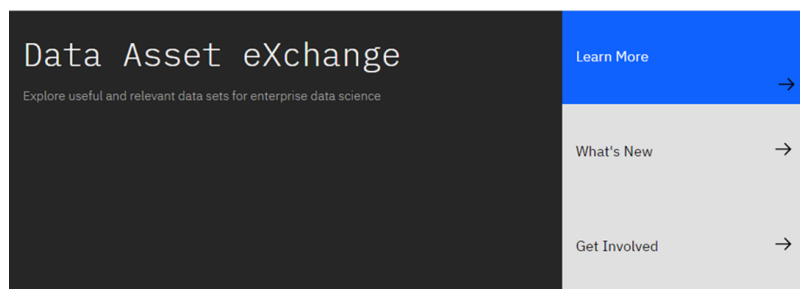 Data Asset eXchange
Explore useful and relevant data sets for enterprise data science
Learn More
What's New
Get Involved